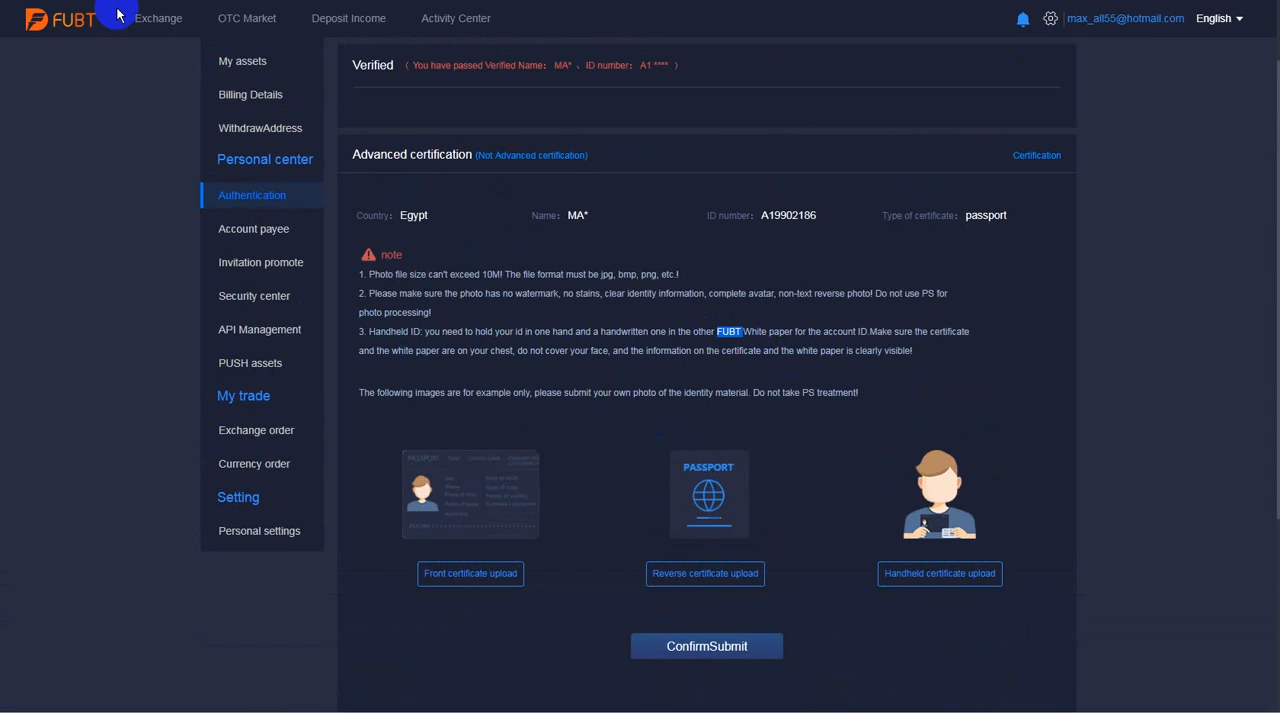 FUBT
Exchange
OTC Market
Deposit Income
Activity Center
max_all55@hotmail.com
English
My assets
Billing Details
WithdrawAddress
Personal center
Authentication
Account payee
Invitation promote
Security center
API Management
PUSH assets
My trade
Exchange order
Currency order
Setting
Personal settings
Verified ( You have passed Verified Name： MA* 、ID number： A1 **** )
Advanced certification (Not Advanced certification)
Certification
Country： Egypt
Name： MA*
ID number： A19902186
Type of certificate： passport
note
1. Photo file size can't exceed 10M! The file format must be jpg, bmp, png, etc.!
2. Please make sure the photo has no watermark, no stains, clear identity information, complete avatar, non-text reverse photo! Do not use PS for
photo processing!
3. Handheld ID: you need to hold your id in one hand and a handwritten one in the other FUBT White paper for the account ID.Make sure the certificate
and the white paper are on your chest, do not cover your face, and the information on the certificate and the white paper is clearly visible!
The following images are for example only, please submit your own photo of the identity material. Do not take PS treatment!
PASSPORT
PASSPORT
Front certificate upload
Reverse certificate upload
Handheld certificate upload
ConfirmSubmit